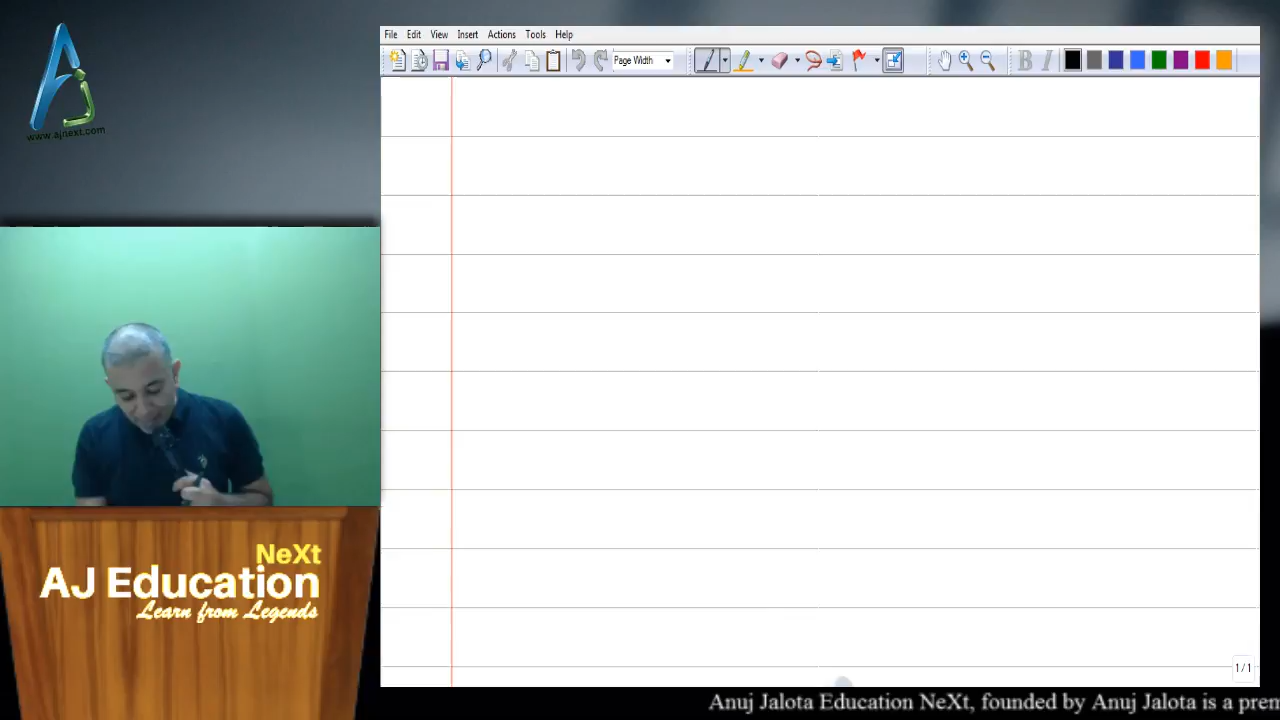 www.ajnext.com
File Edit View Insert Actions Tools Help
Page Width
B I
1/1
NeXt
AJ Education
Learn from Legends
Anuj Jalota Education NeXt, founded by Anuj Jalota is a prem